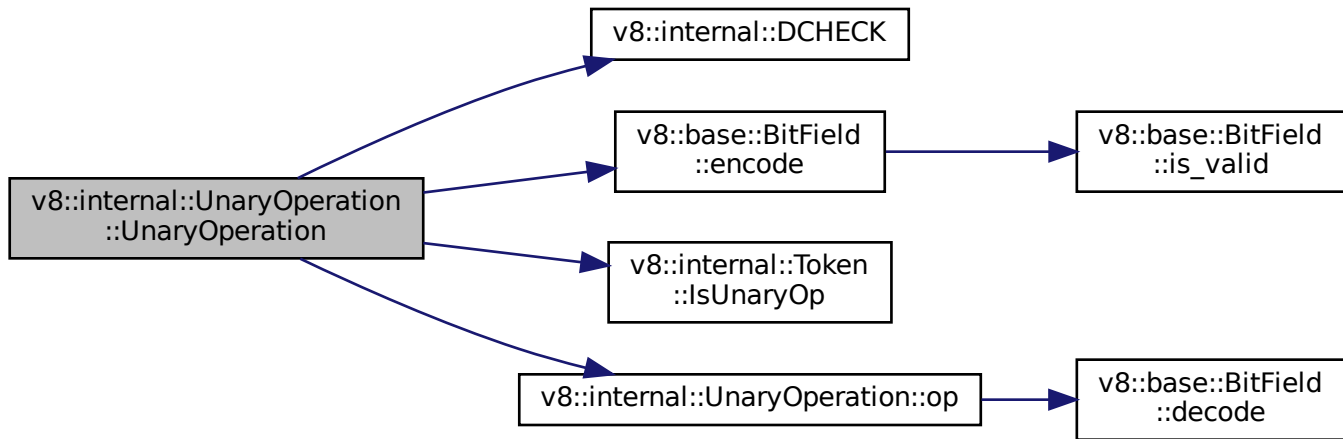 v8::internal::DCHECK
v8::base::BitField
::encode
v8::base::BitField
::is_valid
v8::internal::UnaryOperation
::UnaryOperation
v8::internal::Token
::IsUnaryOp
v8::internal::UnaryOperation::op
v8::base::BitField
::decode